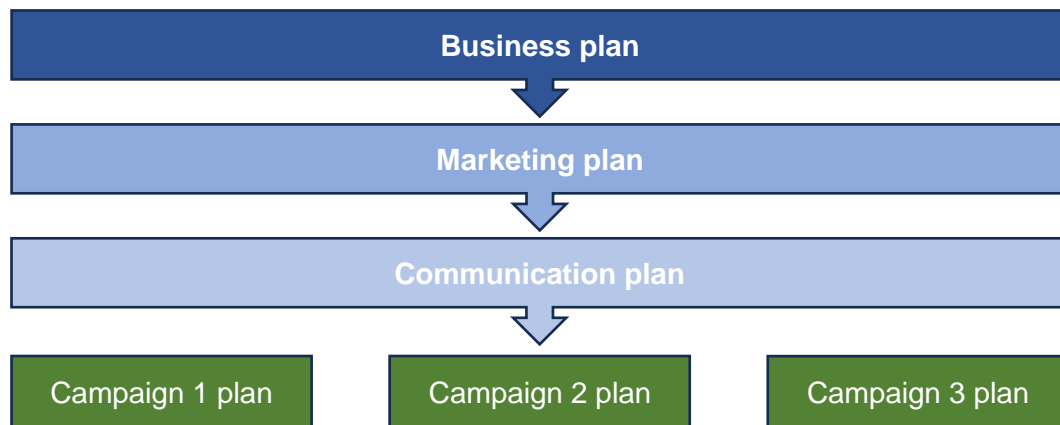 Business plan
Marketing plan
Communication plan
Campaign 1 plan
Campaign 2 plan
Campaign 3 plan